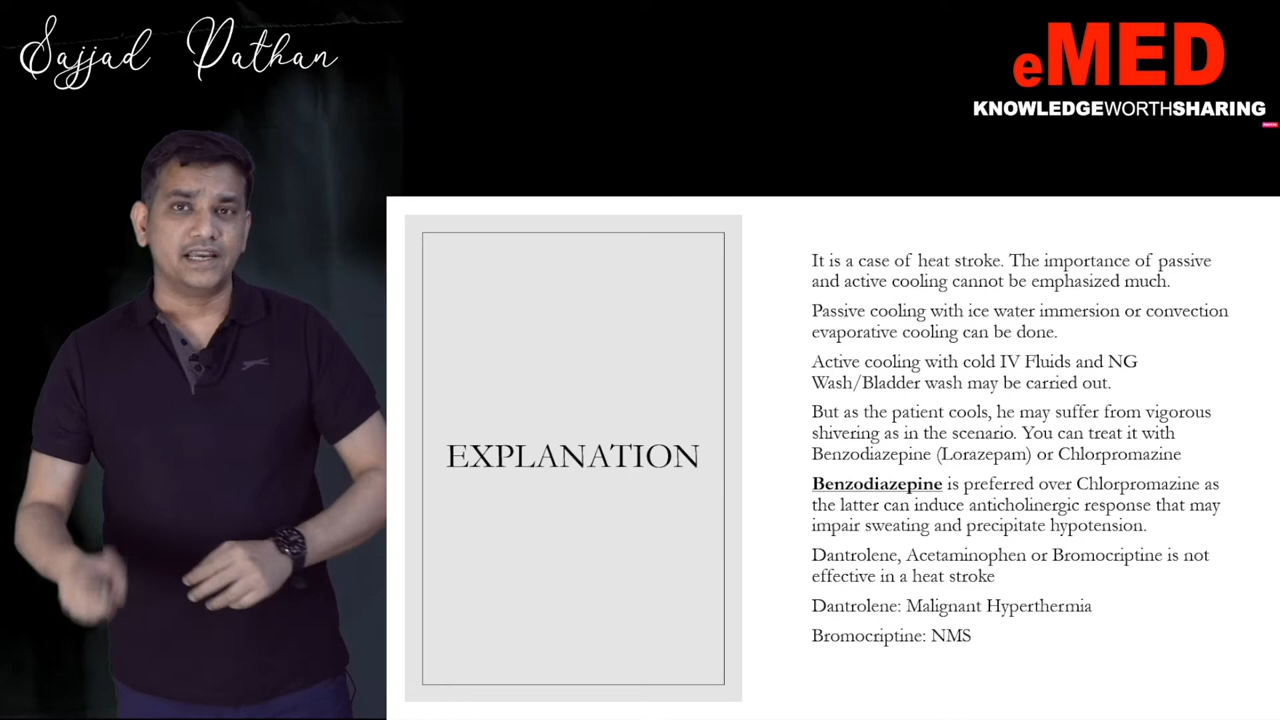 Sajjad Pathan
eMED
KNOWLEDGEWORTHSHARING
EXPLANATION
It is a case of heat stroke. The importance of passive
and active cooling cannot be emphasized much.
Passive cooling with ice water immersion or convection
evaporative cooling can be done.
Active cooling with cold IV Fluids and NG
Wash/Bladder wash may be carried out.
But as the patient cools, he may suffer from vigorous
shivering as in the scenario. You can treat it with
Benzodiazepine (Lorazepam) or Chlorpromazine
Benzodiazepine is preferred over Chlorpromazine as
the latter can induce anticholinergic response that may
impair sweating and precipitate hypotension.
Dantrolene, Acetaminophen or Bromocriptine is not
effective in a heat stroke
Dantrolene: Malignant Hyperthermia
Bromocriptine: NMS